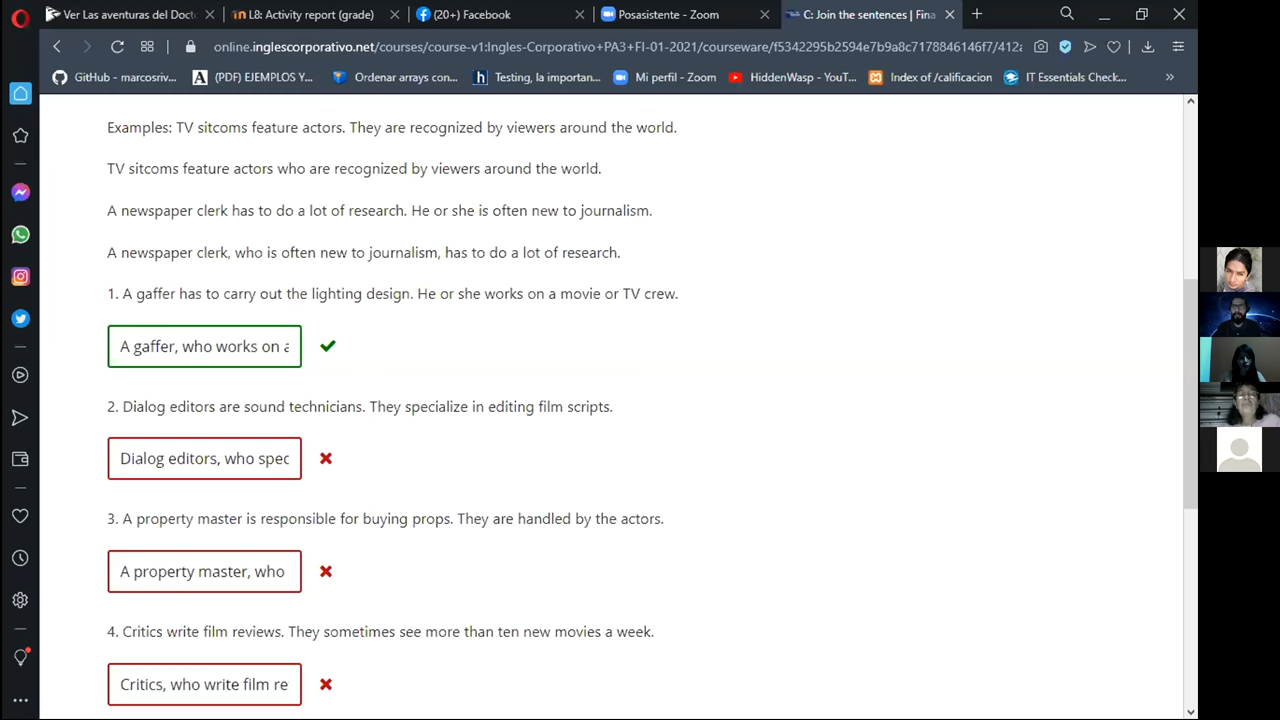 Ver Las aventuras del Doct
L8: Activity report (grade)
(20+) Facebook
Posasistente - Zoom
C: Join the sentences | Fina
online.inglescorporativo.net/courses/course-v1:Ingles-Corporativo+PA3+FI-01-2021/courseware/f5342295b2594e7b9a8c7178846146f7/412a
GitHub - marcosriv...
(PDF) EJEMPLOS Y...
Ordenar arrays con...
Testing, la importan...
Mi perfil - Zoom
HiddenWasp - YouT...
Index of /calificacion
IT Essentials Check...
Examples: TV sitcoms feature actors. They are recognized by viewers around the world.
TV sitcoms feature actors who are recognized by viewers around the world.
A newspaper clerk has to do a lot of research. He or she is often new to journalism.
A newspaper clerk, who is often new to journalism, has to do a lot of research.
1. A gaffer has to carry out the lighting design. He or she works on a movie or TV crew.
A gaffer, who works on a
2. Dialog editors are sound technicians. They specialize in editing film scripts.
Dialog editors, who spec
3. A property master is responsible for buying props. They are handled by the actors.
A property master, who
4. Critics write film reviews. They sometimes see more than ten new movies a week.
Critics, who write film re